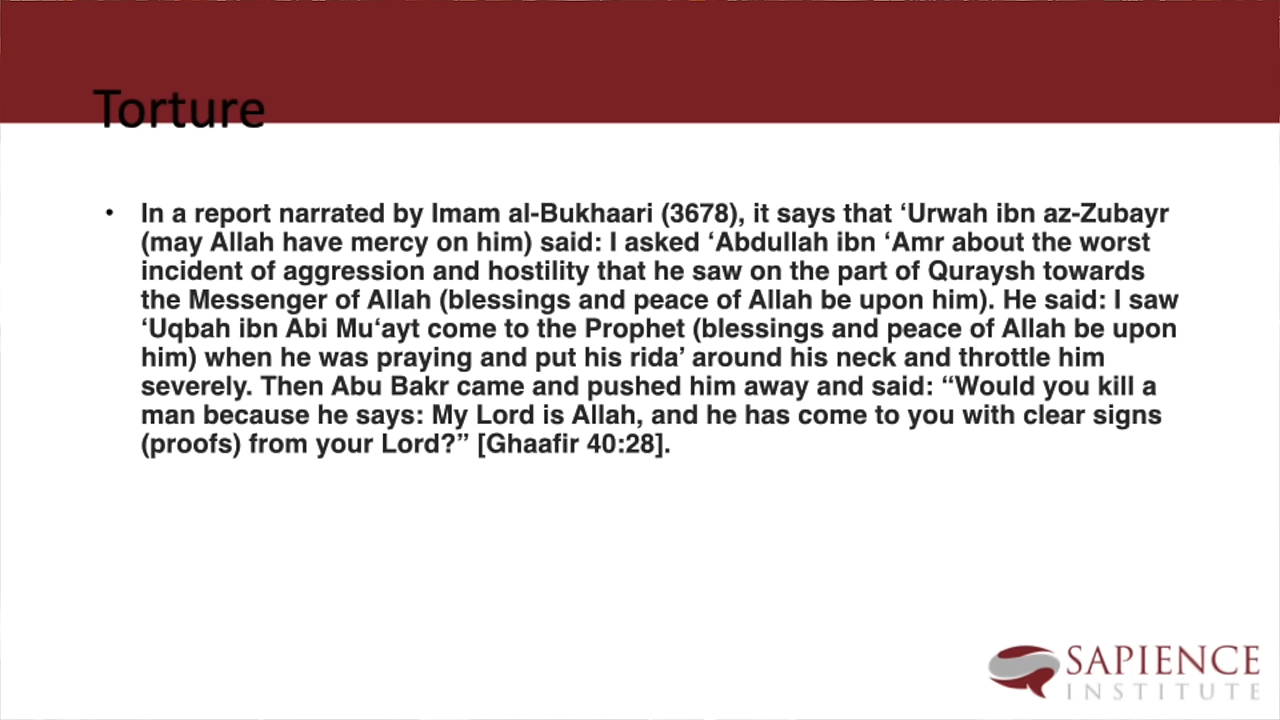 Torture
• In a report narrated by Imam al-Bukhaari (3678), it says that ‘Urwah ibn az-Zubayr
(may Allah have mercy on him) said: I asked ‘Abdullah ibn ‘Amr about the worst
incident of aggression and hostility that he saw on the part of Quraysh towards
the Messenger of Allah (blessings and peace of Allah be upon him). He said: I saw
‘Uqbah ibn Abi Mu‘ayt come to the Prophet (blessings and peace of Allah be upon
him) when he was praying and put his rida’ around his neck and throttle him
severely. Then Abu Bakr came and pushed him away and said: “Would you kill a
man because he says: My Lord is Allah, and he has come to you with clear signs
(proofs) from your Lord?” [Ghaafir 40:28].
SAPIENCE
INSTITUTE